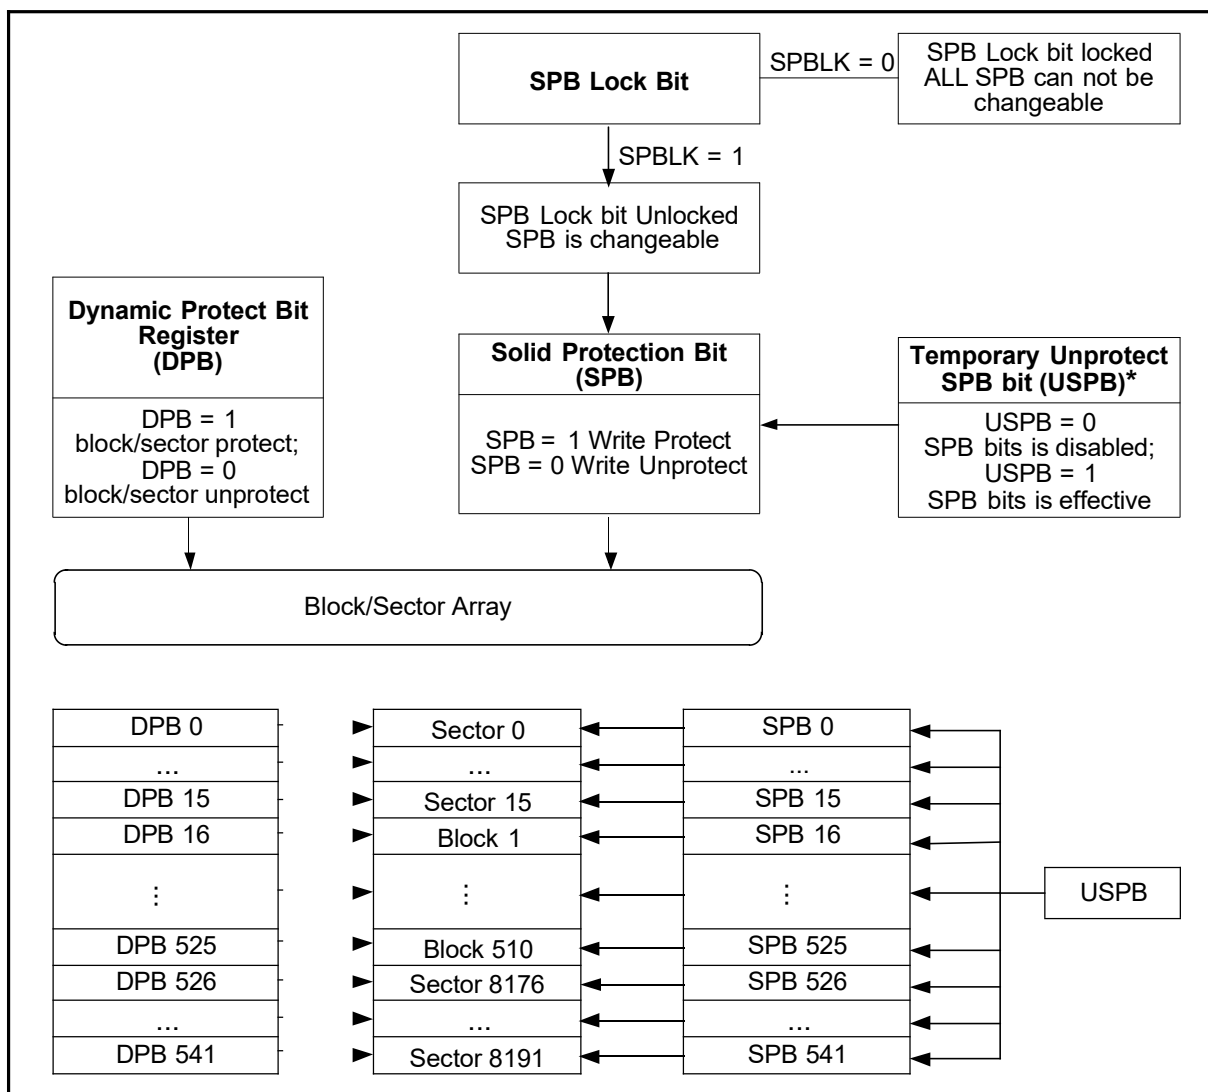 SPB Lock Bit
SPBLK = 0
SPB Lock bit locked
ALL SPB can not be
changeable
SPBLK = 1
SPB Lock bit Unlocked
SPB is changeable
Dynamic Protect Bit
Register
(DPB)
DPB = 1
block/sector protect;
DPB = 0
block/sector unprotect
Solid Protection Bit
(SPB)
SPB = 1 Write Protect
SPB = 0 Write Unprotect
Temporary Unprotect
SPB bit (USPB)*
USPB = 0
SPB bits is disabled;
USPB = 1
SPB bits is effective
Block/Sector Array
DPB 0
Sector 0
SPB 0
...
...
...
DPB 15
Sector 15
SPB 15
DPB 16
Block 1
SPB 16
⋮
⋮
⋮
USPB
DPB 525
Block 510
SPB 525
DPB 526
Sector 8176
SPB 526
...
...
...
DPB 541
Sector 8191
SPB 541